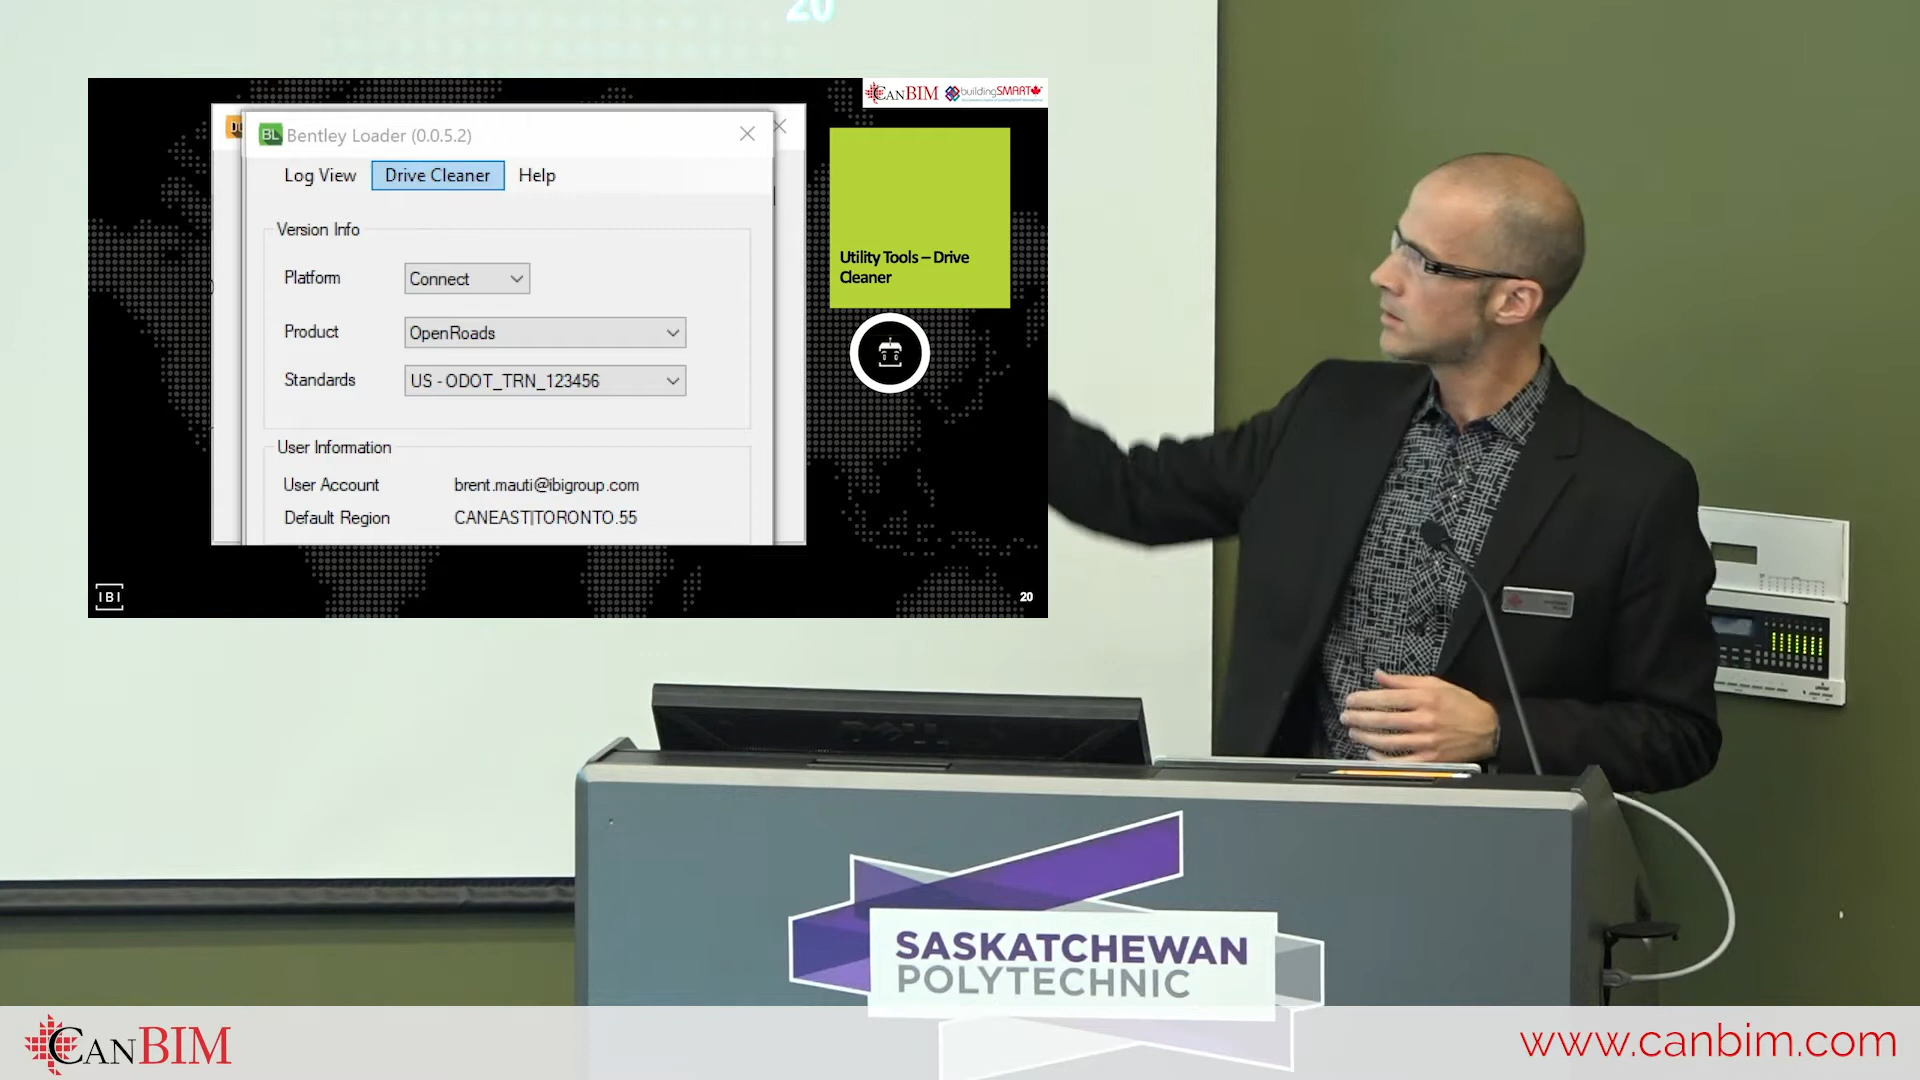 20
CANBIM buildingSMART
BL Bentley Loader (0.0.5.2)
Log View Drive Cleaner Help
Version Info
Platform Connect
Product OpenRoads
Standards US - ODOT_TRN_123456
User Information
User Account brent.mauti@ibigroup.com
Default Region CANEAST|TORONTO.55
Utility Tools – Drive
Cleaner
IBI
20
DELL
SASKATCHEWAN
POLYTECHNIC
CANBIM
www.canbim.com